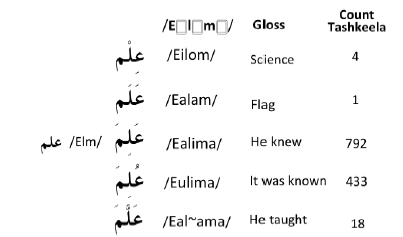 Count
/E□l□m□/ Gloss Tashkeela
عِلْم /Eilom/ Science 4
عَلَم /Ealam/ Flag 1
علم /Elm/ عَلِمَ /Ealima/ He knew 792
عُلِمَ /Eulima/ It was known 433
عَلَّمَ /Eal~ama/ He taught 18